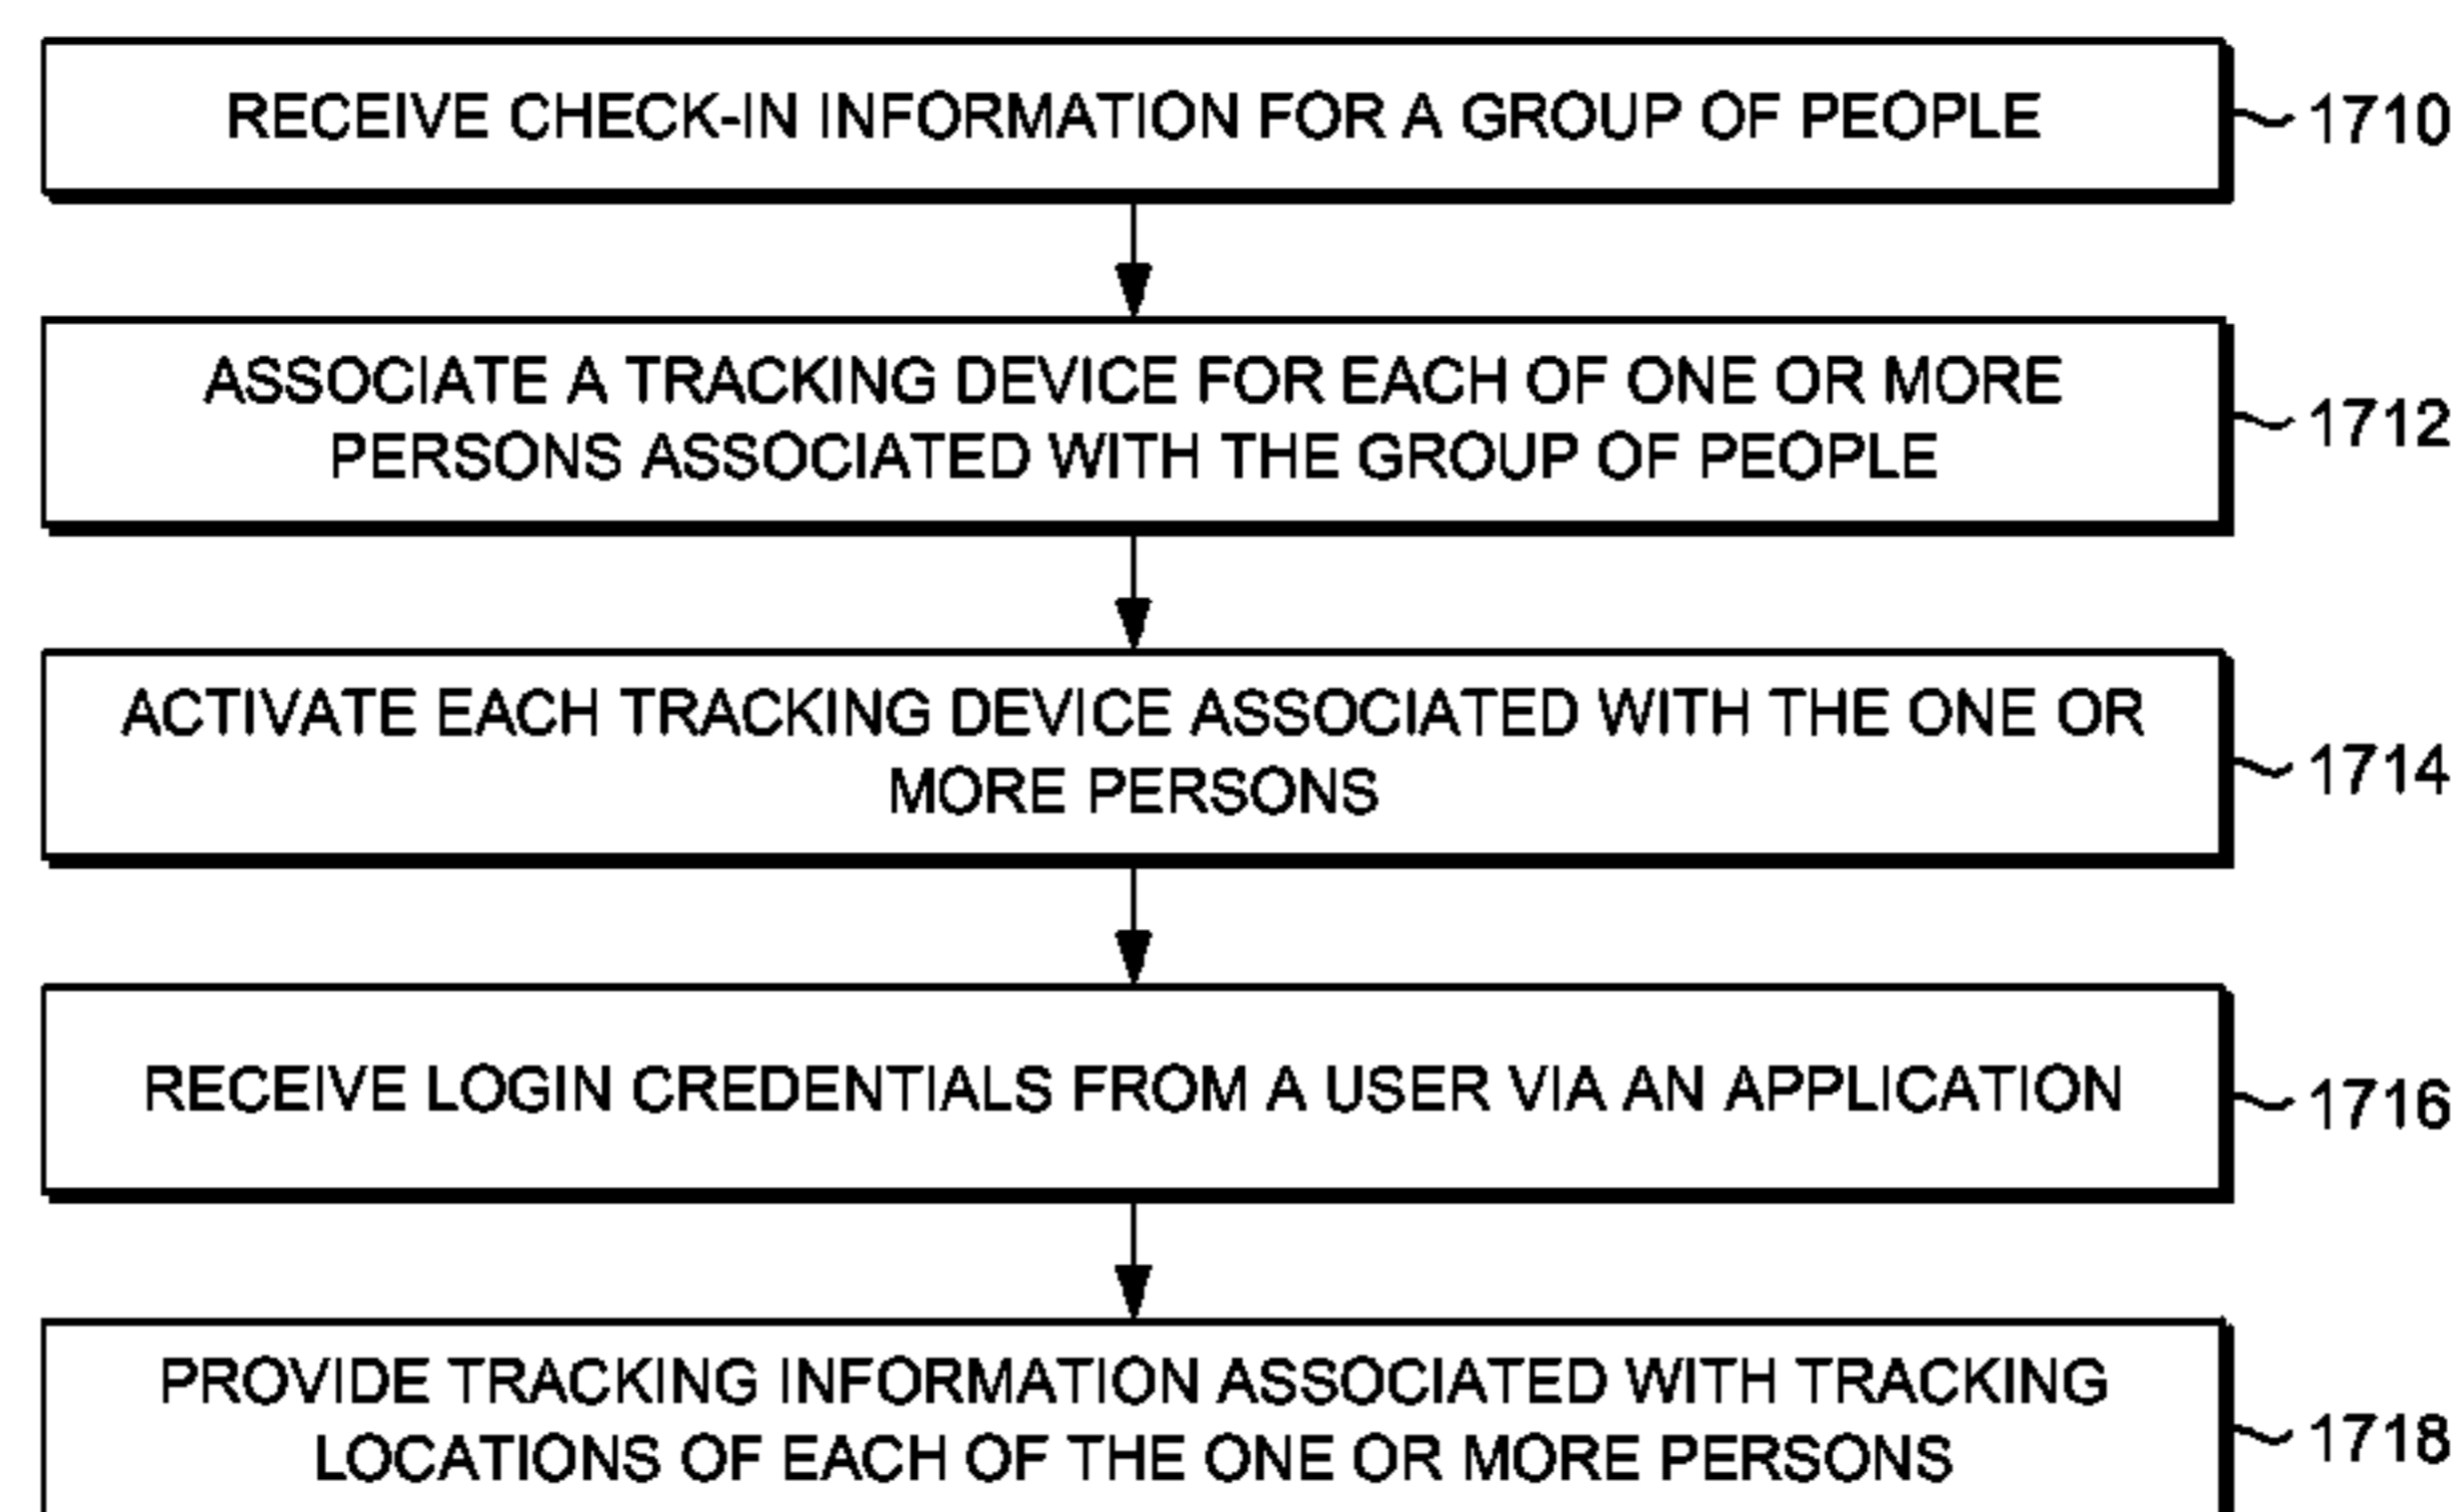 RECEIVE CHECK-IN INFORMATION FOR A GROUP OF PEOPLE
1710
ASSOCIATE A TRACKING DEVICE FOR EACH OF ONE OR MORE
PERSONS ASSOCIATED WITH THE GROUP OF PEOPLE
1712
ACTIVATE EACH TRACKING DEVICE ASSOCIATED WITH THE ONE OR
MORE PERSONS
1714
RECEIVE LOGIN CREDENTIALS FROM A USER VIA AN APPLICATION
1716
PROVIDE TRACKING INFORMATION ASSOCIATED WITH TRACKING
LOCATIONS OF EACH OF THE ONE OR MORE PERSONS
1718